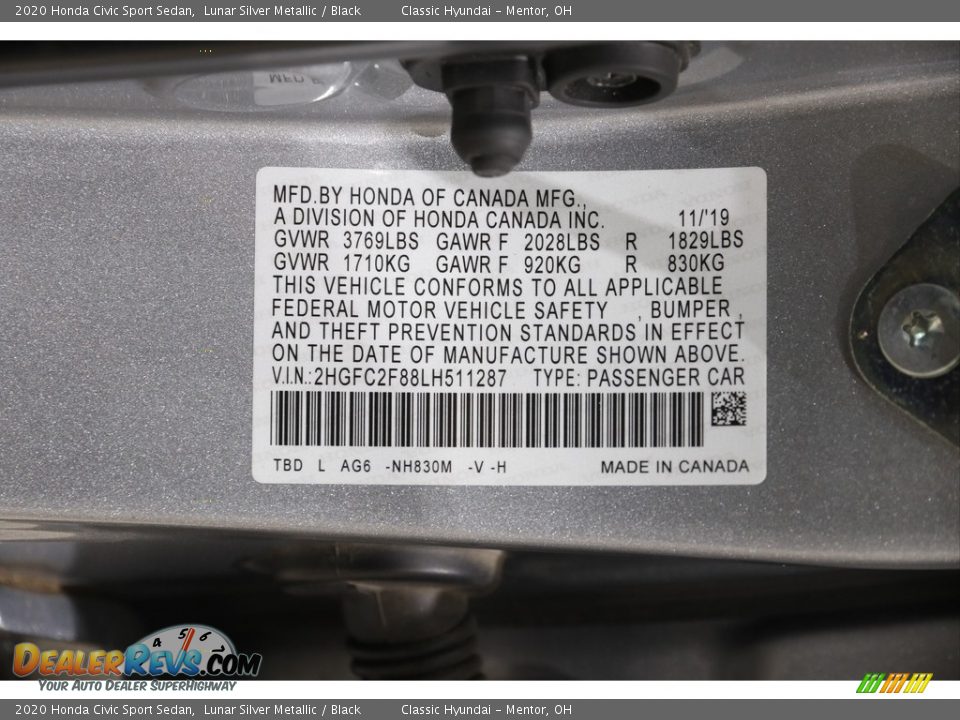 2020 Honda Civic Sport Sedan, Lunar Silver Metallic / Black Classic Hyundai – Mentor, OH
MFD.BY HONDA OF CANADA MFG.,
A DIVISION OF HONDA CANADA INC. 11/'19
GVWR 3769LBS GAWR F 2028LBS R 1829LBS
GVWR 1710KG GAWR F 920KG R 830KG
THIS VEHICLE CONFORMS TO ALL APPLICABLE
FEDERAL MOTOR VEHICLE SAFETY , BUMPER ,
AND THEFT PREVENTION STANDARDS IN EFFECT
ON THE DATE OF MANUFACTURE SHOWN ABOVE.
V.I.N.:2HGFC2F88LH511287 TYPE: PASSENGER CAR
TBD L AG6 -NH830M -V -H MADE IN CANADA
4 5 6
DEALERREVS.COM
YOUR AUTO DEALER SUPERHIGHWAY
2020 Honda Civic Sport Sedan, Lunar Silver Metallic / Black Classic Hyundai – Mentor, OH